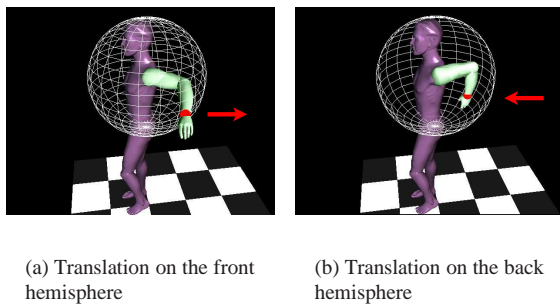 (a) Translation on the front
hemisphere
(b) Translation on the back
hemisphere